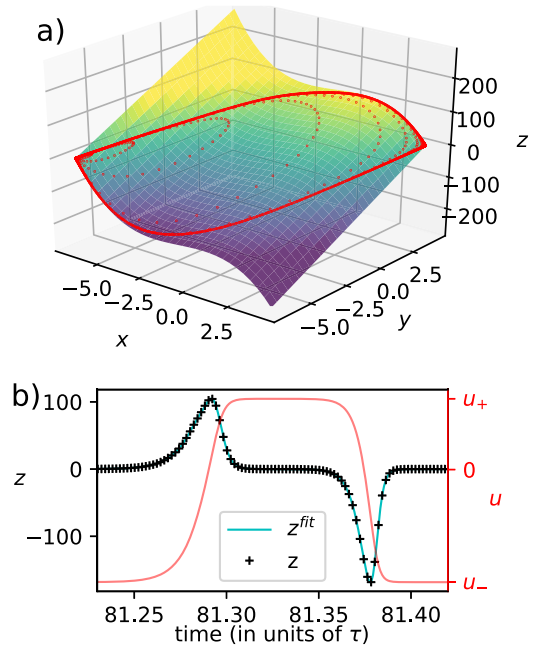 a)
200
100
0
−100
−200
z
−5.0
−2.5
0.0
2.5
x
−5.0
−2.5
0.0
2.5
y
b)
100
0
−100
z
u+
0
u−
u
z^fit
z
81.25 81.30 81.35 81.40
time (in units of τ)